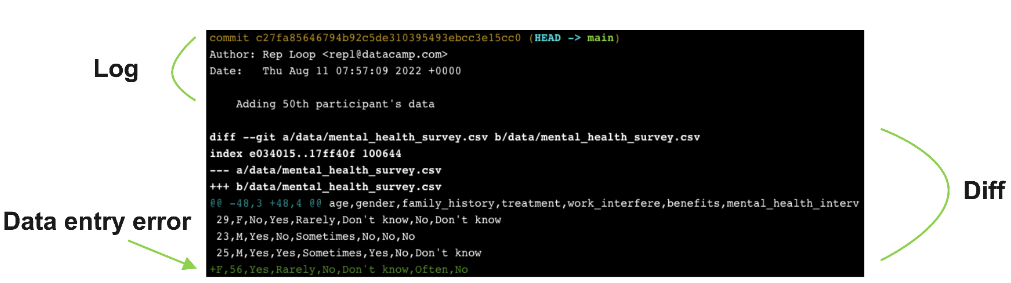 commit c27fa85646794b92c5de310395493ebcc3e15cc0 (HEAD -> main)
Author: Rep Loop <repl@datacamp.com>
Log
Date:   Thu Aug 11 07:57:09 2022 +0000
Adding 50th participant's data
diff --git a/data/mental_health_survey.csv b/data/mental_health_survey.csv
index e034015..17ff40f 100644
--- a/data/mental_health_survey.csv
+++ b/data/mental_health_survey.csv
Diff
@@ -48,3 +48,4 @@ age,gender,family_history,treatment,work_interfere,benefits,mental_health_interv
Data entry error
29,F,No,Yes,Rarely,Don't know,No,Don't know
23,M,Yes,No,Sometimes,No,No,No
25,M,Yes,Yes,Sometimes,Yes,No,Don't know
+F,56,Yes,Rarely,No,Don't know,Often,No